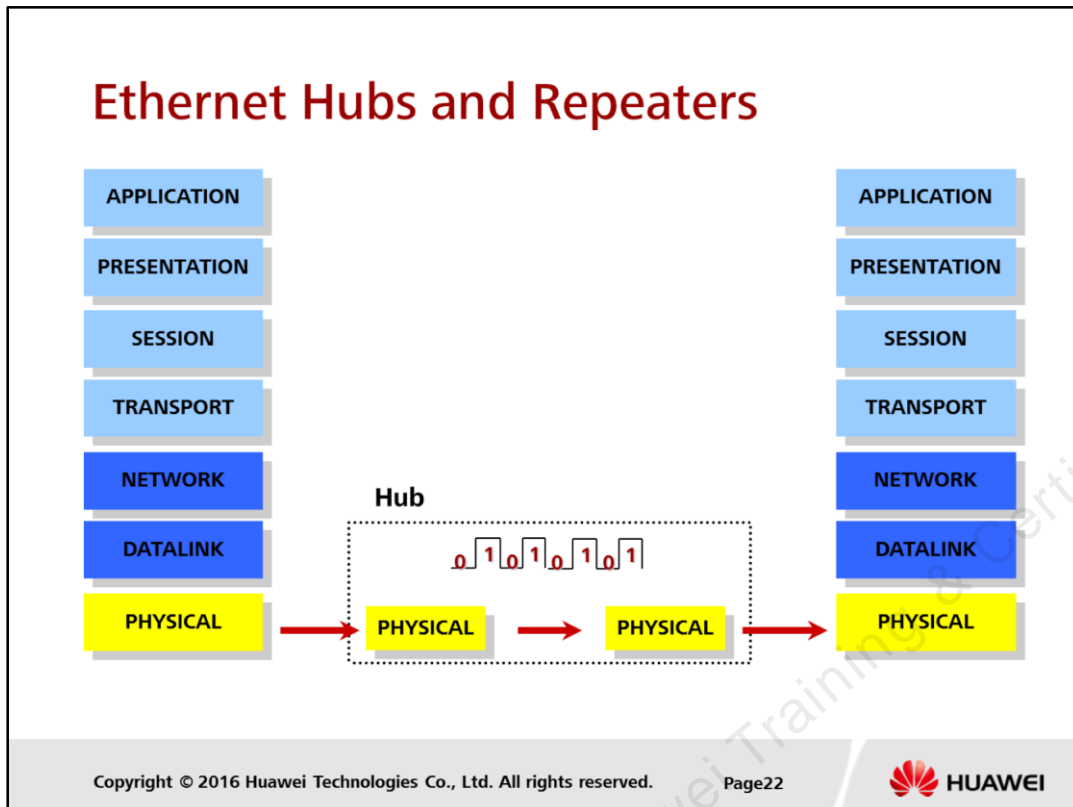 Ethernet Hubs and Repeaters
APPLICATION
PRESENTATION
SESSION
TRANSPORT
NETWORK
DATALINK
PHYSICAL
Hub
0 1 0 1 0 1 0 1
PHYSICAL
PHYSICAL
APPLICATION
PRESENTATION
SESSION
TRANSPORT
NETWORK
DATALINK
PHYSICAL
Training &
Copyright © 2016 Huawei Technologies Co., Ltd. All rights reserved.
Page22
HUAWEI